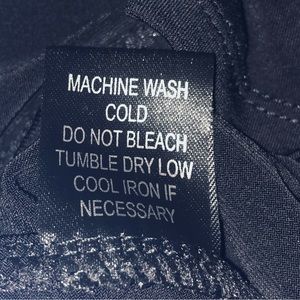 MACHINE WASH
COLD
DO NOT BLEACH
TUMBLE DRY LOW
COOL IRON IF
NECESSARY